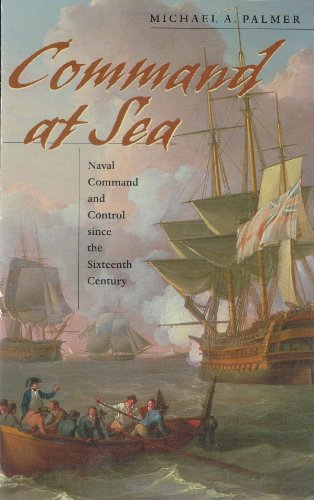 MICHAEL A. PALMER
Command
at Sea
Naval
Command
and
Control
since
the
Sixteenth
Century